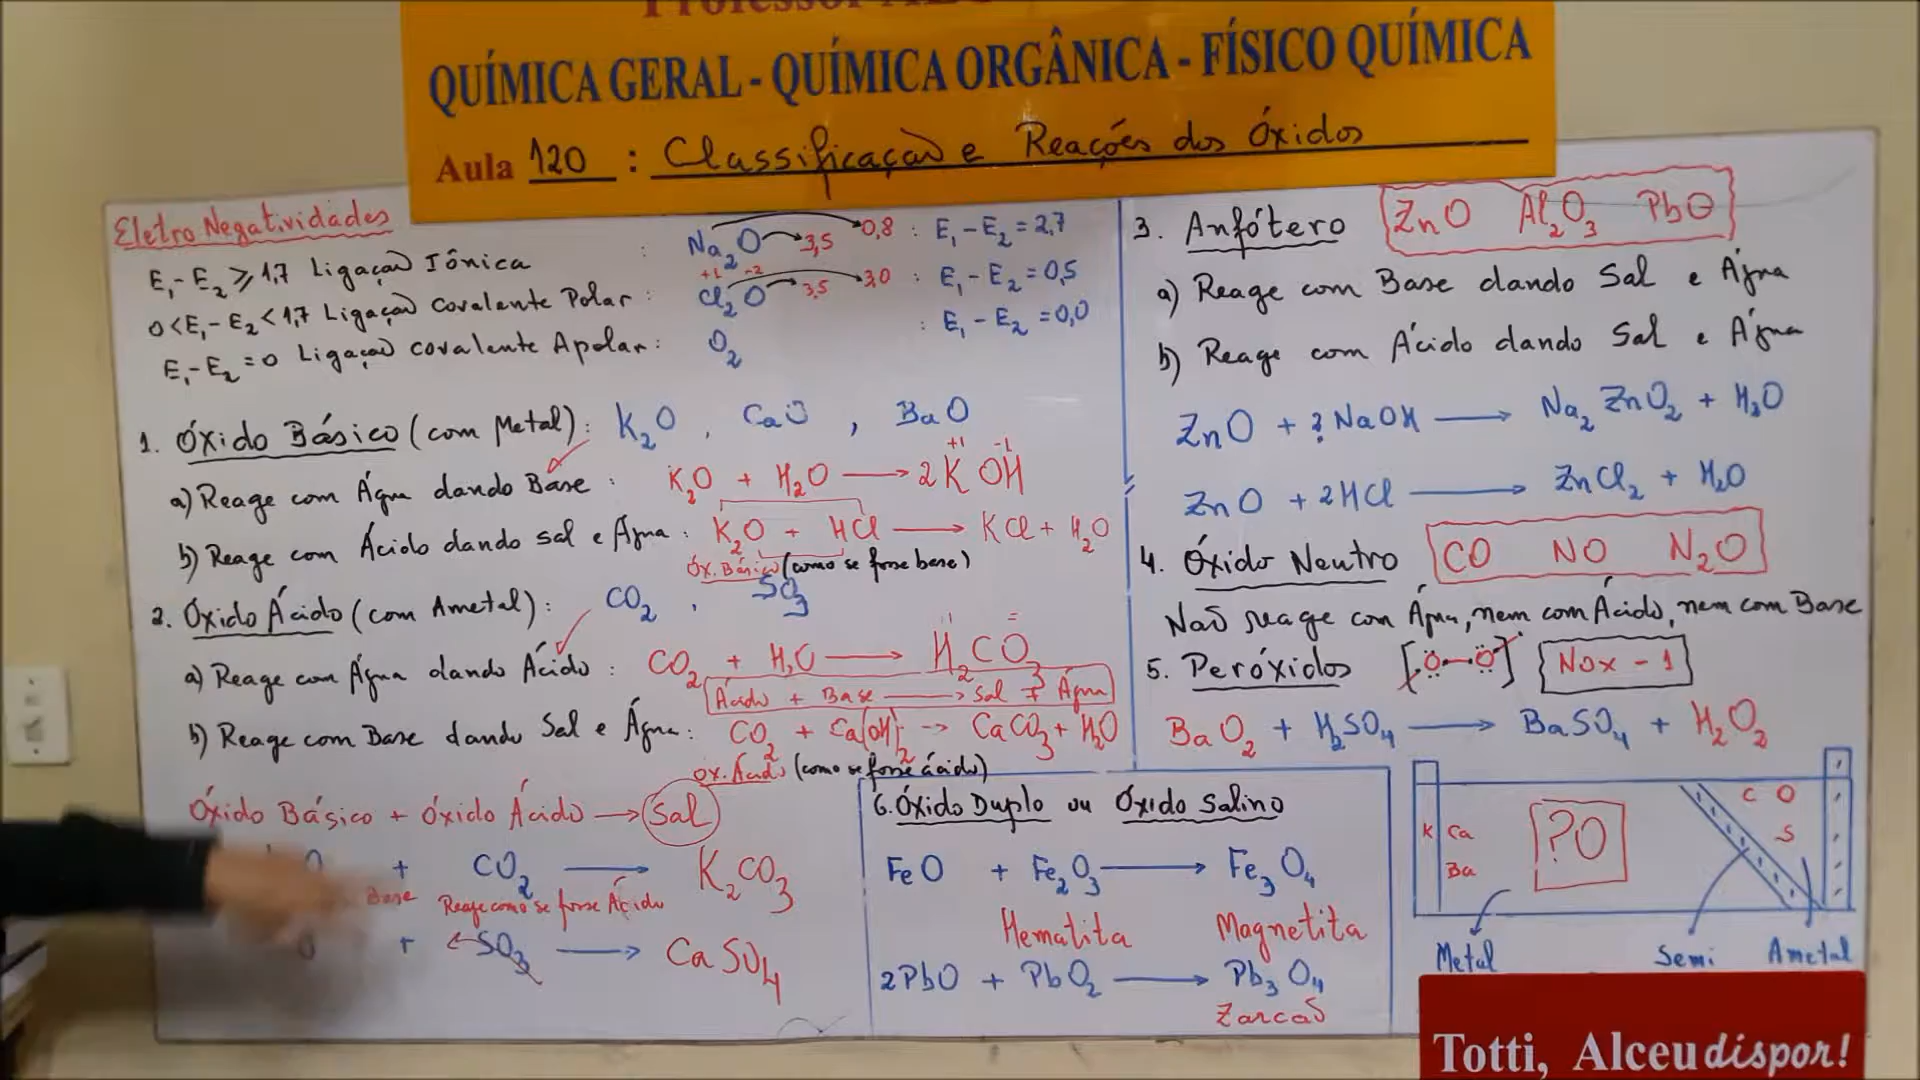 QUÍMICA GERAL - QUÍMICA ORGÂNICA - FÍSICO QUÍMICA
Aula 120 : Classificação e Reações dos Óxidos
EletroNegatividades
E₁-E₂ ⩾ 1,7 Ligação Iônica : Na₂O 3,5 0,8 : E₁-E₂ = 2,7
+1 -2
0<E₁-E₂<1,7 Ligação covalente Polar : Cl₂O 3,5 3,0 : E₁-E₂ = 0,5
E₁-E₂ = 0 Ligação covalente Apolar : O₂ : E₁-E₂ = 0,0
1. Óxido Básico (com Metal) : K₂O , CaO , BaO
+1 -1
a) Reage com Água dando Base : K₂O + H₂O → 2KOH
b) Reage com Ácido dando sal e Água : K₂O + HCl → KCl + H₂O
Óx. Básico (como se fosse base)
2. Óxido Ácido (com Ametal) : CO₂ , SO₃
a) Reage com Água dando Ácido : CO₂ + H₂O → H₂CO₃
Ácido + Base → Sal + Água
b) Reage com Base dando Sal e Água : CO₂ + Ca(OH)₂ → CaCO₃ + H₂O
Ox. Ácido (como se fosse ácido)
Óxido Básico + Óxido Ácido → Sal
O + CO₂ → K₂CO₃
Base Reage como se fosse Ácido
O + SO₃ → CaSO₄
3. Anfótero ZnO Al₂O₃ PbO
a) Reage com Base dando Sal e Água
b) Reage com Ácido dando Sal e Água
ZnO + 2NaOH → Na₂ZnO₂ + H₂O
ZnO + 2HCl → ZnCl₂ + H₂O
4. Óxido Neutro CO NO N₂O
Não reage com Água, nem com Ácido, nem com Base
5. Peróxidos [O-O] Nox - 1
BaO₂ + H₂SO₄ → BaSO₄ + H₂O₂
6. Óxido Duplo ou Óxido Salino
FeO + Fe₂O₃ → Fe₃O₄
Hematita Magnetita
2PbO + PbO₂ → Pb₃O₄
Zarcão
C O
K Ca ?O S
Ba
Metal Semi Ametal
Totti, Alceu dispor!